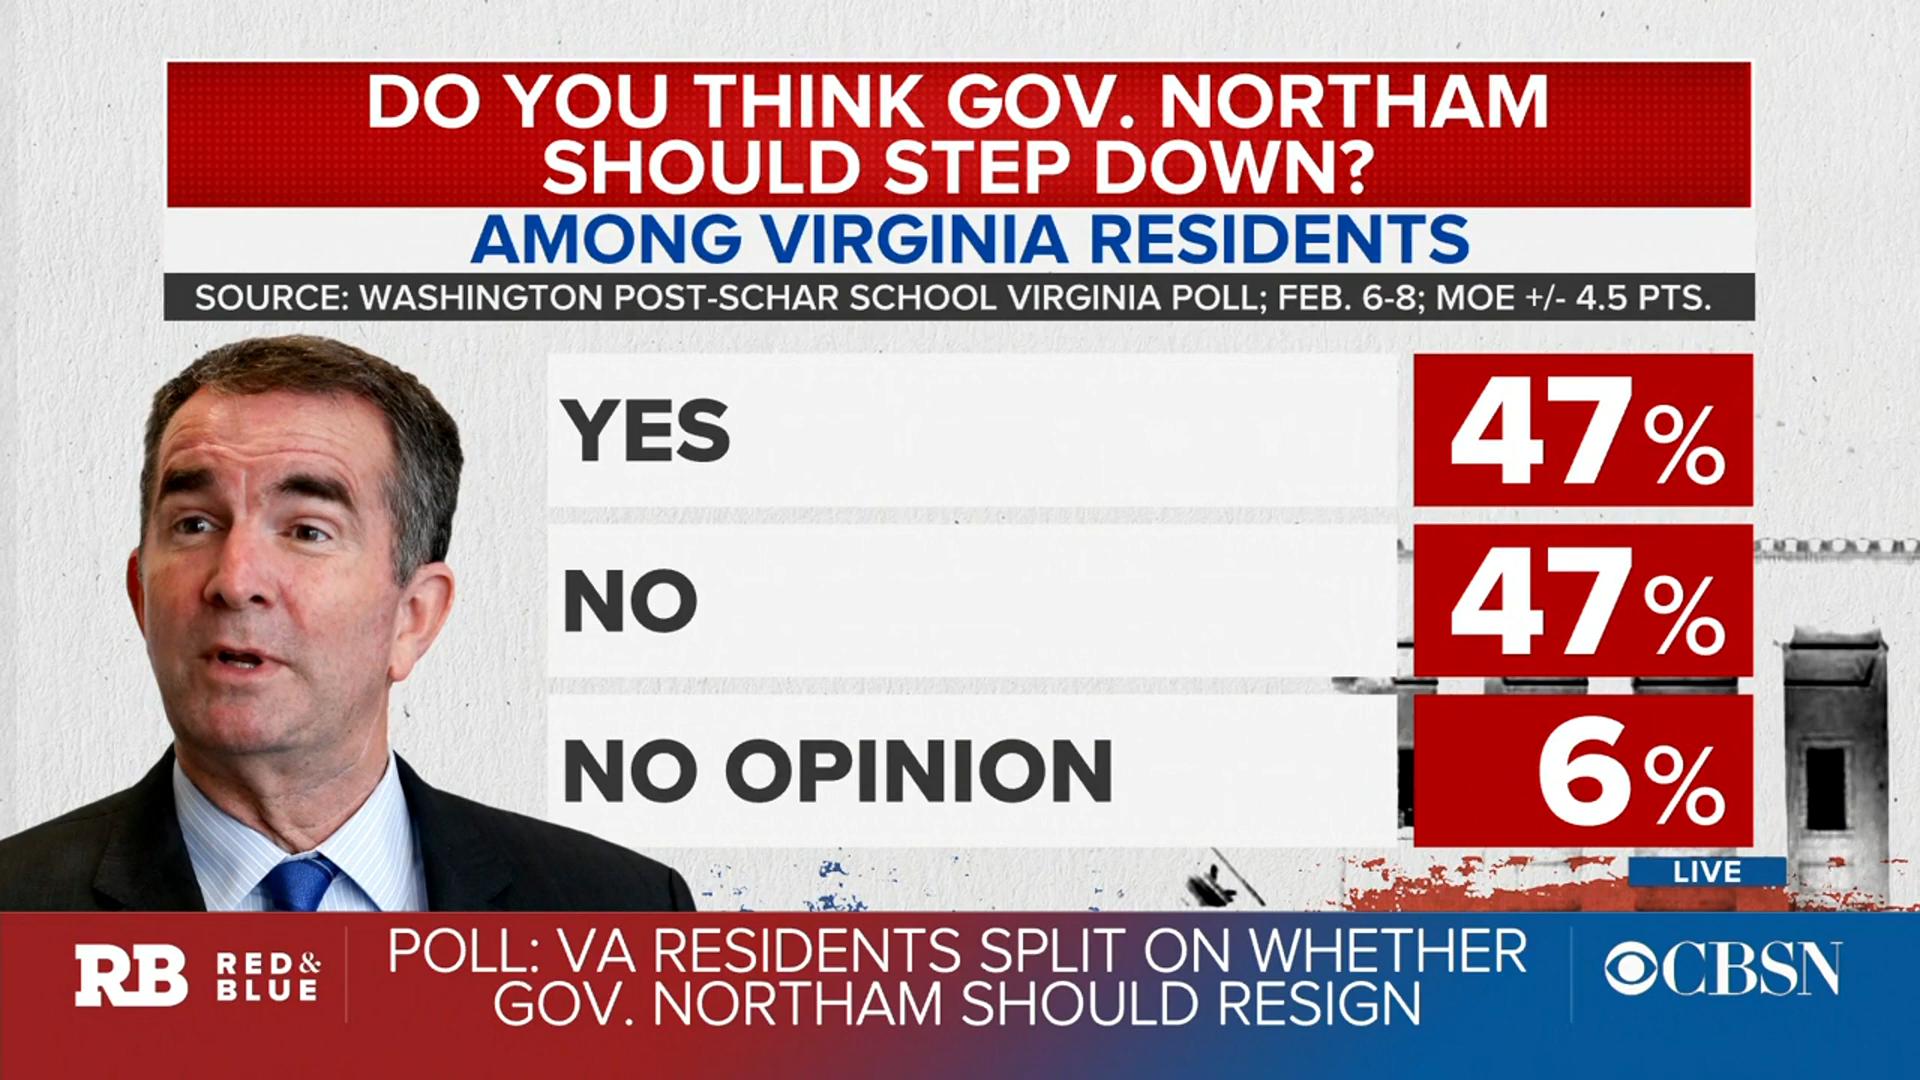 DO YOU THINK GOV. NORTHAM
SHOULD STEP DOWN?
AMONG VIRGINIA RESIDENTS
SOURCE: WASHINGTON POST-SCHAR SCHOOL VIRGINIA POLL; FEB. 6-8; MOE +/- 4.5 PTS.
YES 47%
NO 47%
NO OPINION 6%
LIVE
RB RED & BLUE
POLL: VA RESIDENTS SPLIT ON WHETHER
GOV. NORTHAM SHOULD RESIGN
CBSN